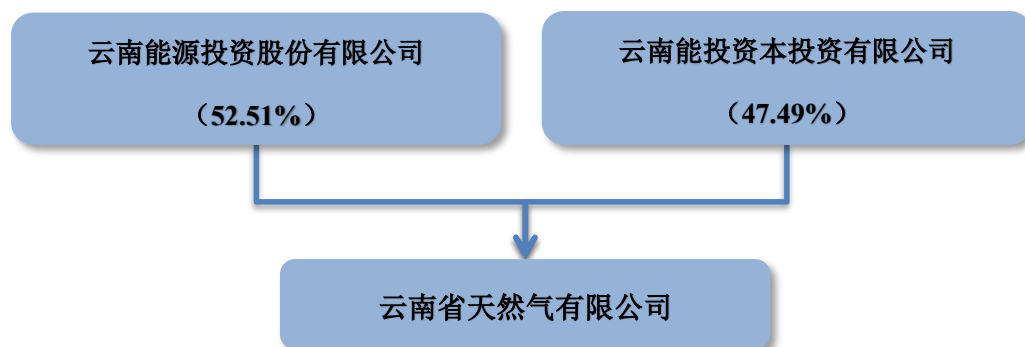 云南能源投资股份有限公司
（52.51%）
云南能投资本投资有限公司
（47.49%）
云南省天然气有限公司